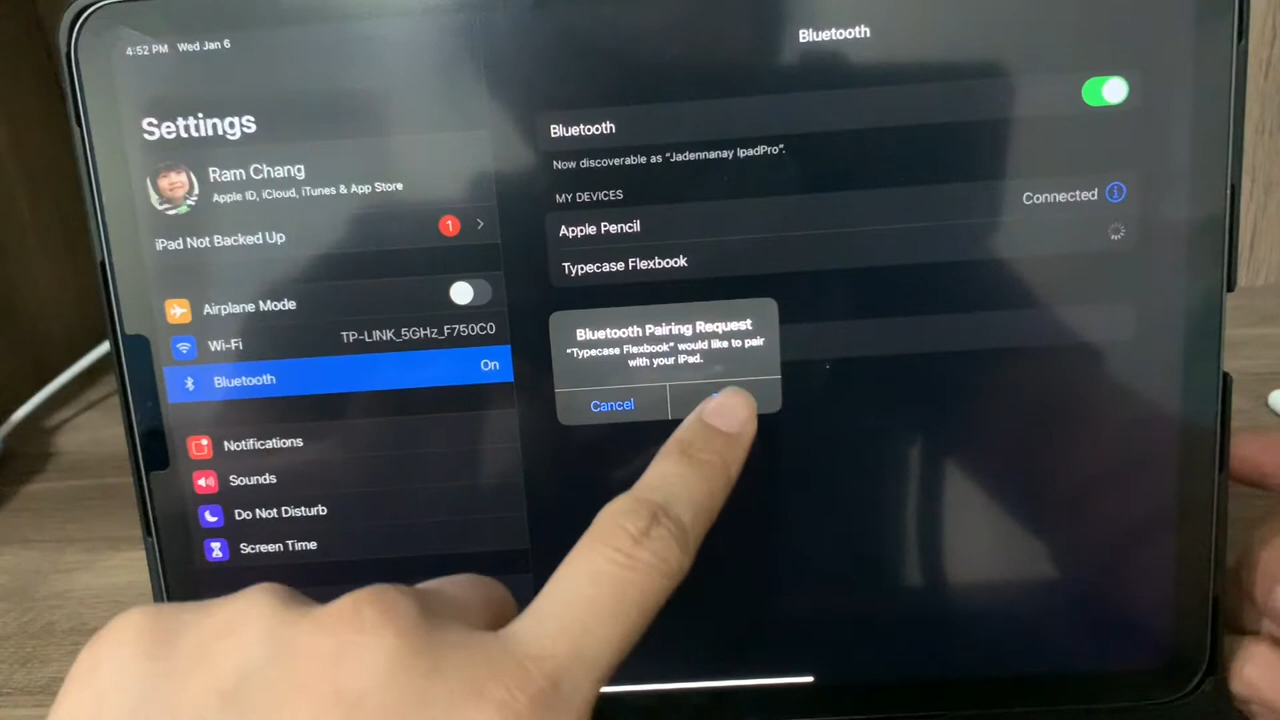 4:52 PM Wed Jan 6
Settings
Ram Chang
Apple ID, iCloud, iTunes & App Store
iPad Not Backed Up 1
Airplane Mode
Wi-Fi TP-LINK_5GHz_F750C0
Bluetooth On
Notifications
Sounds
Do Not Disturb
Screen Time
Bluetooth
Bluetooth
Now discoverable as “Jadennanay IpadPro”.
MY DEVICES
Apple Pencil Connected
Typecase Flexbook
Bluetooth Pairing Request
“Typecase Flexbook” would like to pair
with your iPad.
Cancel